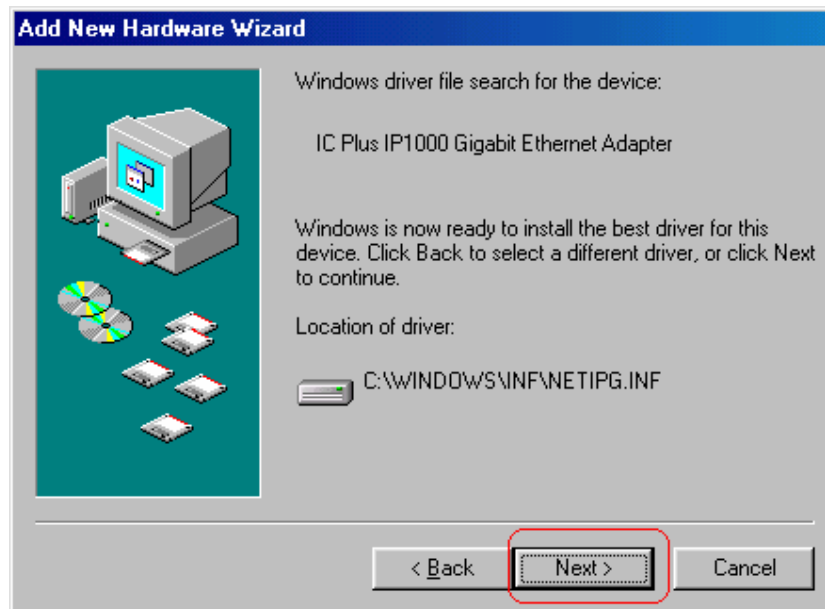 Add New Hardware Wizard
Windows driver file search for the device:
IC Plus IP1000 Gigabit Ethernet Adapter
Windows is now ready to install the best driver for this
device. Click Back to select a different driver, or click Next
to continue.
Location of driver:
C:\WINDOWS\INF\NETIPG.INF
< Back
Next >
Cancel